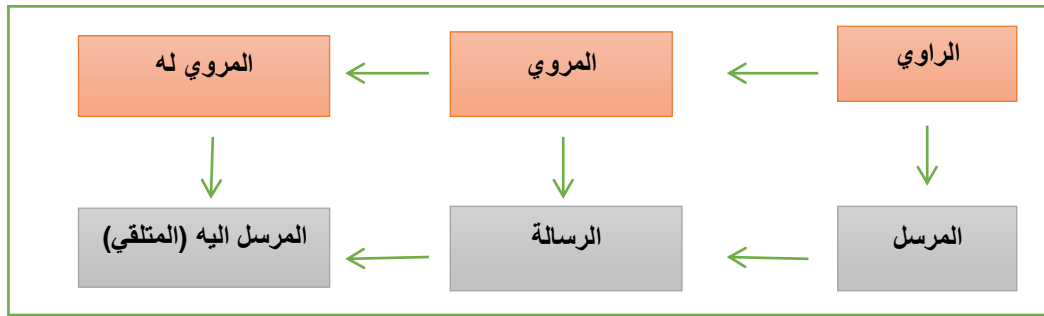 الراوي
المروي
المروي له
المرسل
الرسالة
المرسل اليه (المتلقي)